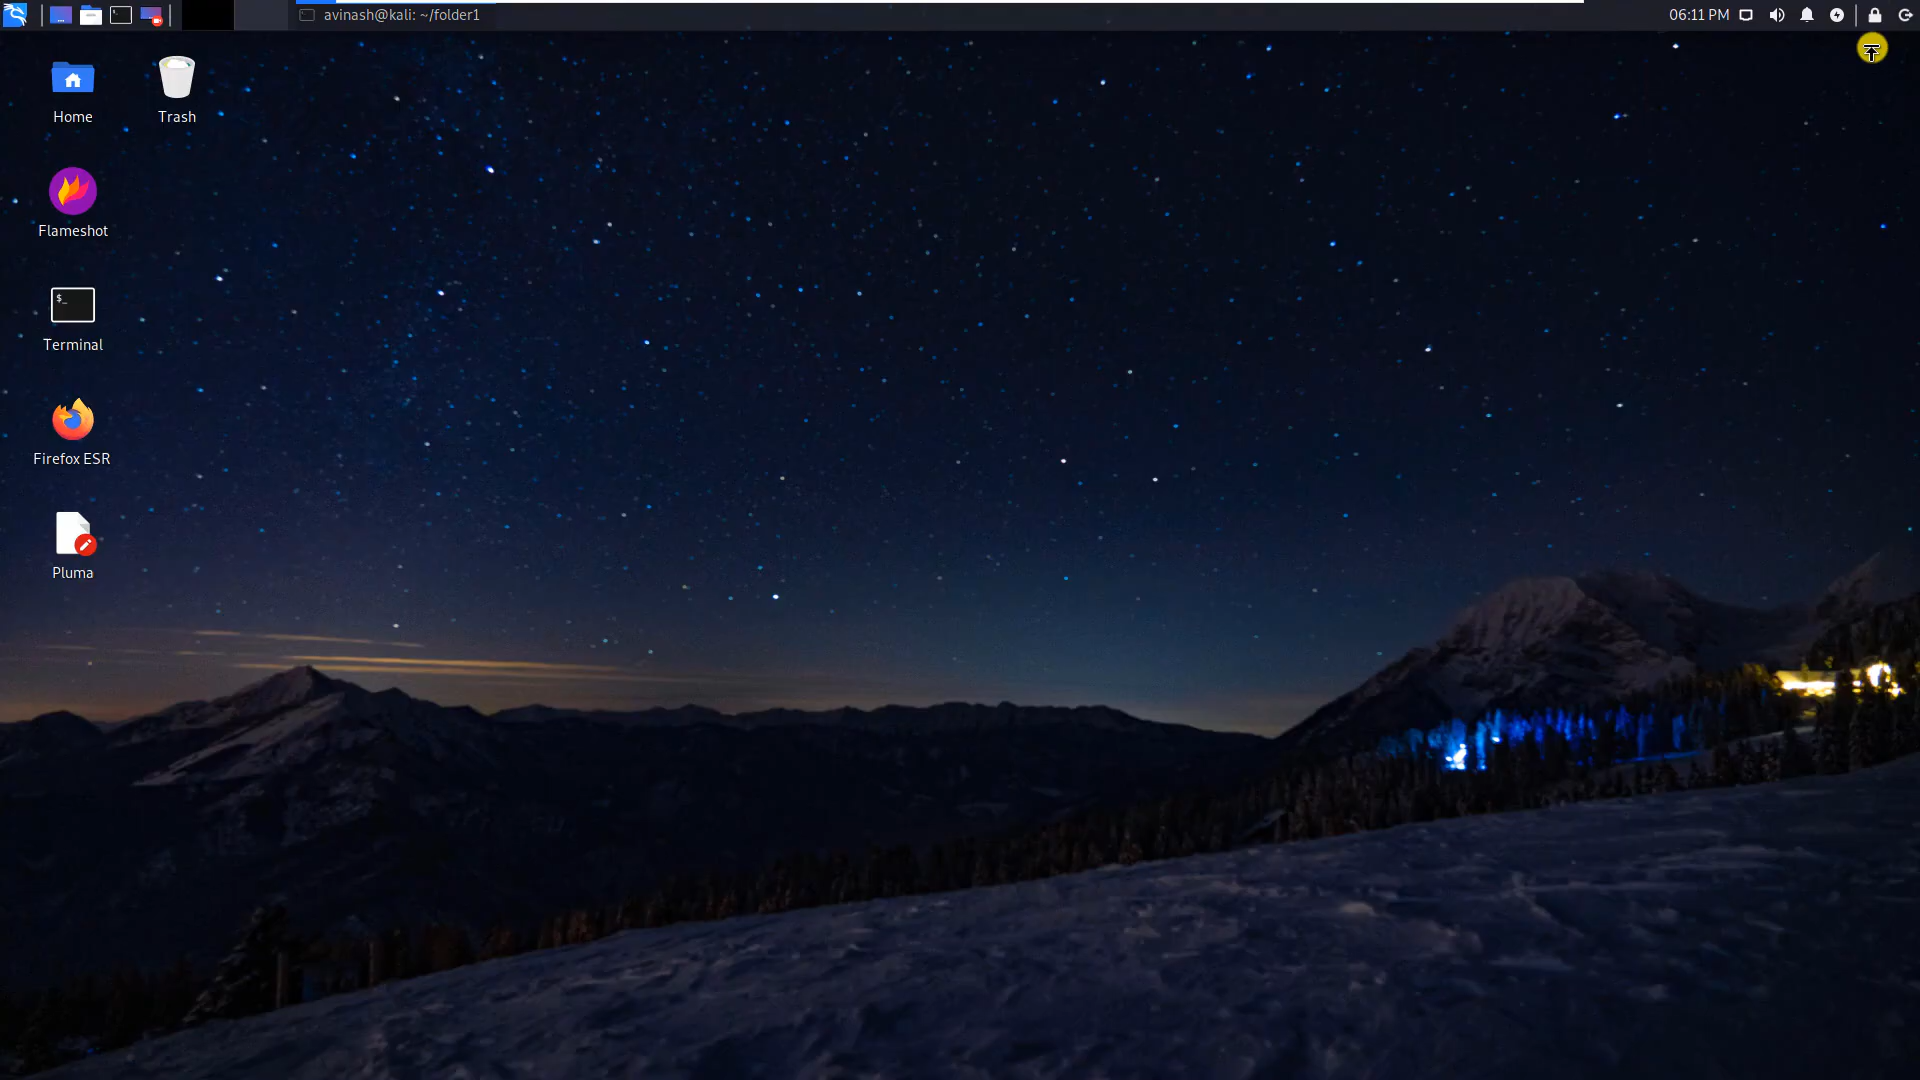 avinash@kali: ~/folder1
06:11 PM
Home
Trash
Flameshot
Terminal
Firefox ESR
Pluma